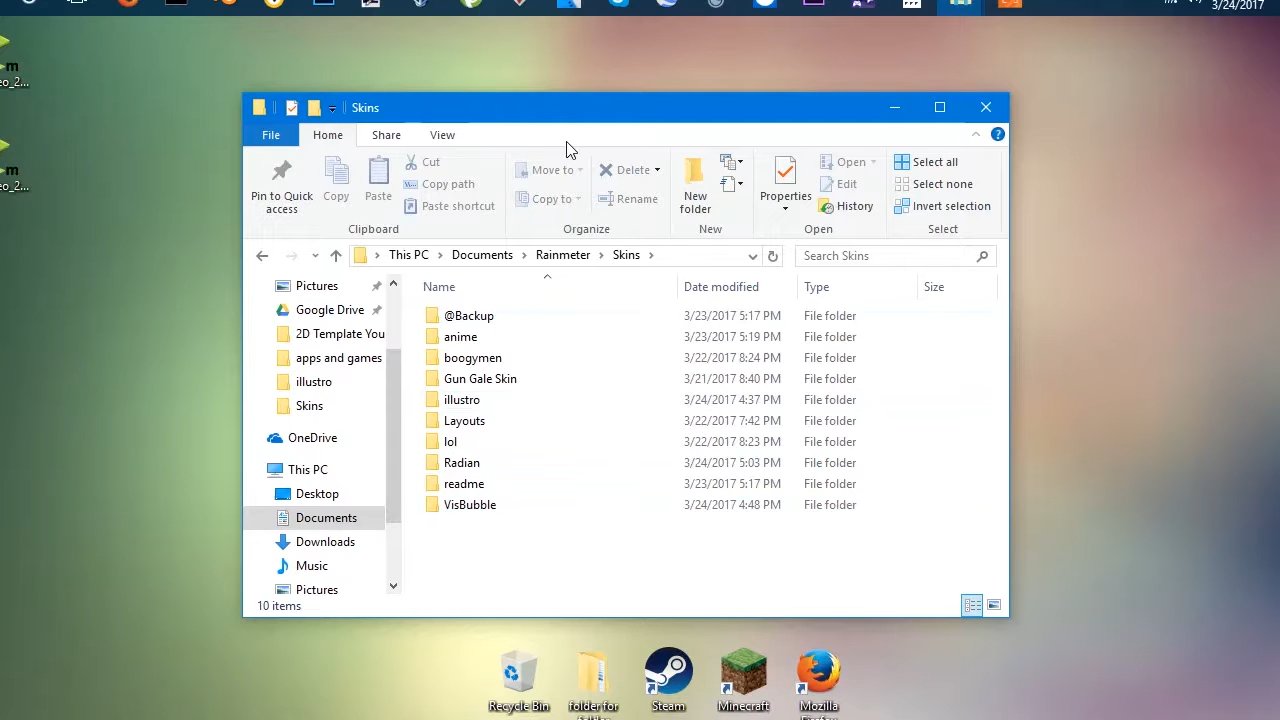 3/24/2017
m
eo_2...
m
eo_2...
Skins
File Home Share View
Pin to Quick access
Copy
Paste
Cut
Copy path
Paste shortcut
Clipboard
Move to
Copy to
Delete
Rename
Organize
New folder
New
Properties
Open
Edit
History
Open
Select all
Select none
Invert selection
Select
This PC Documents Rainmeter Skins
Search Skins
Pictures
Google Drive
2D Template You
apps and games
illustro
Skins
OneDrive
This PC
Desktop
Documents
Downloads
Music
Pictures
Name Date modified Type Size
@Backup 3/23/2017 5:17 PM File folder
anime 3/23/2017 5:19 PM File folder
boogymen 3/22/2017 8:24 PM File folder
Gun Gale Skin 3/21/2017 8:40 PM File folder
illustro 3/24/2017 4:37 PM File folder
Layouts 3/22/2017 7:42 PM File folder
lol 3/22/2017 8:23 PM File folder
Radian 3/24/2017 5:03 PM File folder
readme 3/23/2017 5:17 PM File folder
VisBubble 3/24/2017 4:48 PM File folder
10 items
Recycle Bin
folder for
Steam
Minecraft
Mozilla